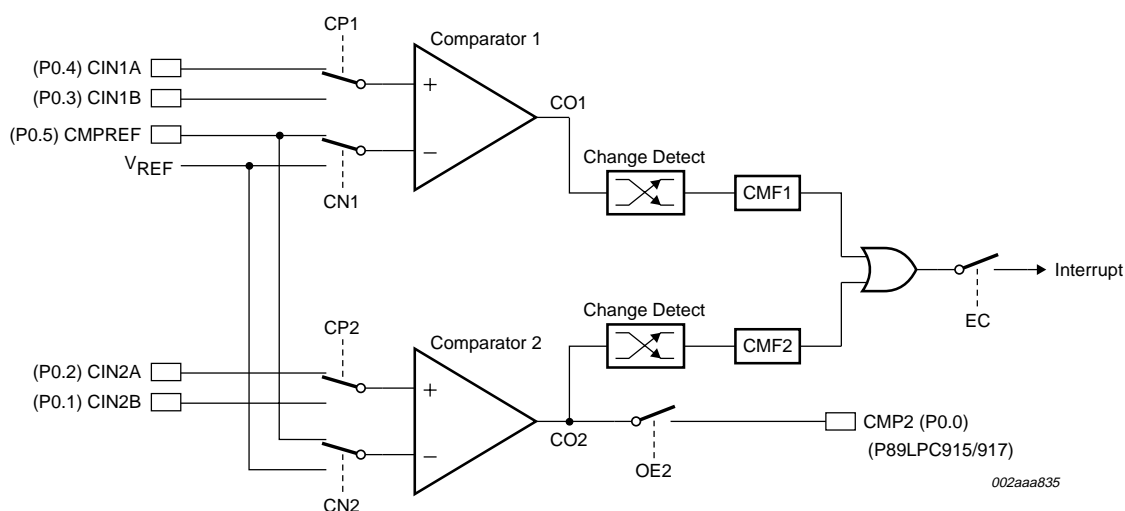 CP1
Comparator 1
(P0.4) CIN1A
(P0.3) CIN1B
(P0.5) CMPREF
VREF
CN1
+
−
CO1
Change Detect
CMF1
Interrupt
EC
Change Detect
CMF2
CP2
Comparator 2
(P0.2) CIN2A
(P0.1) CIN2B
+
−
CO2
OE2
CMP2 (P0.0)
(P89LPC915/917)
CN2
002aaa835